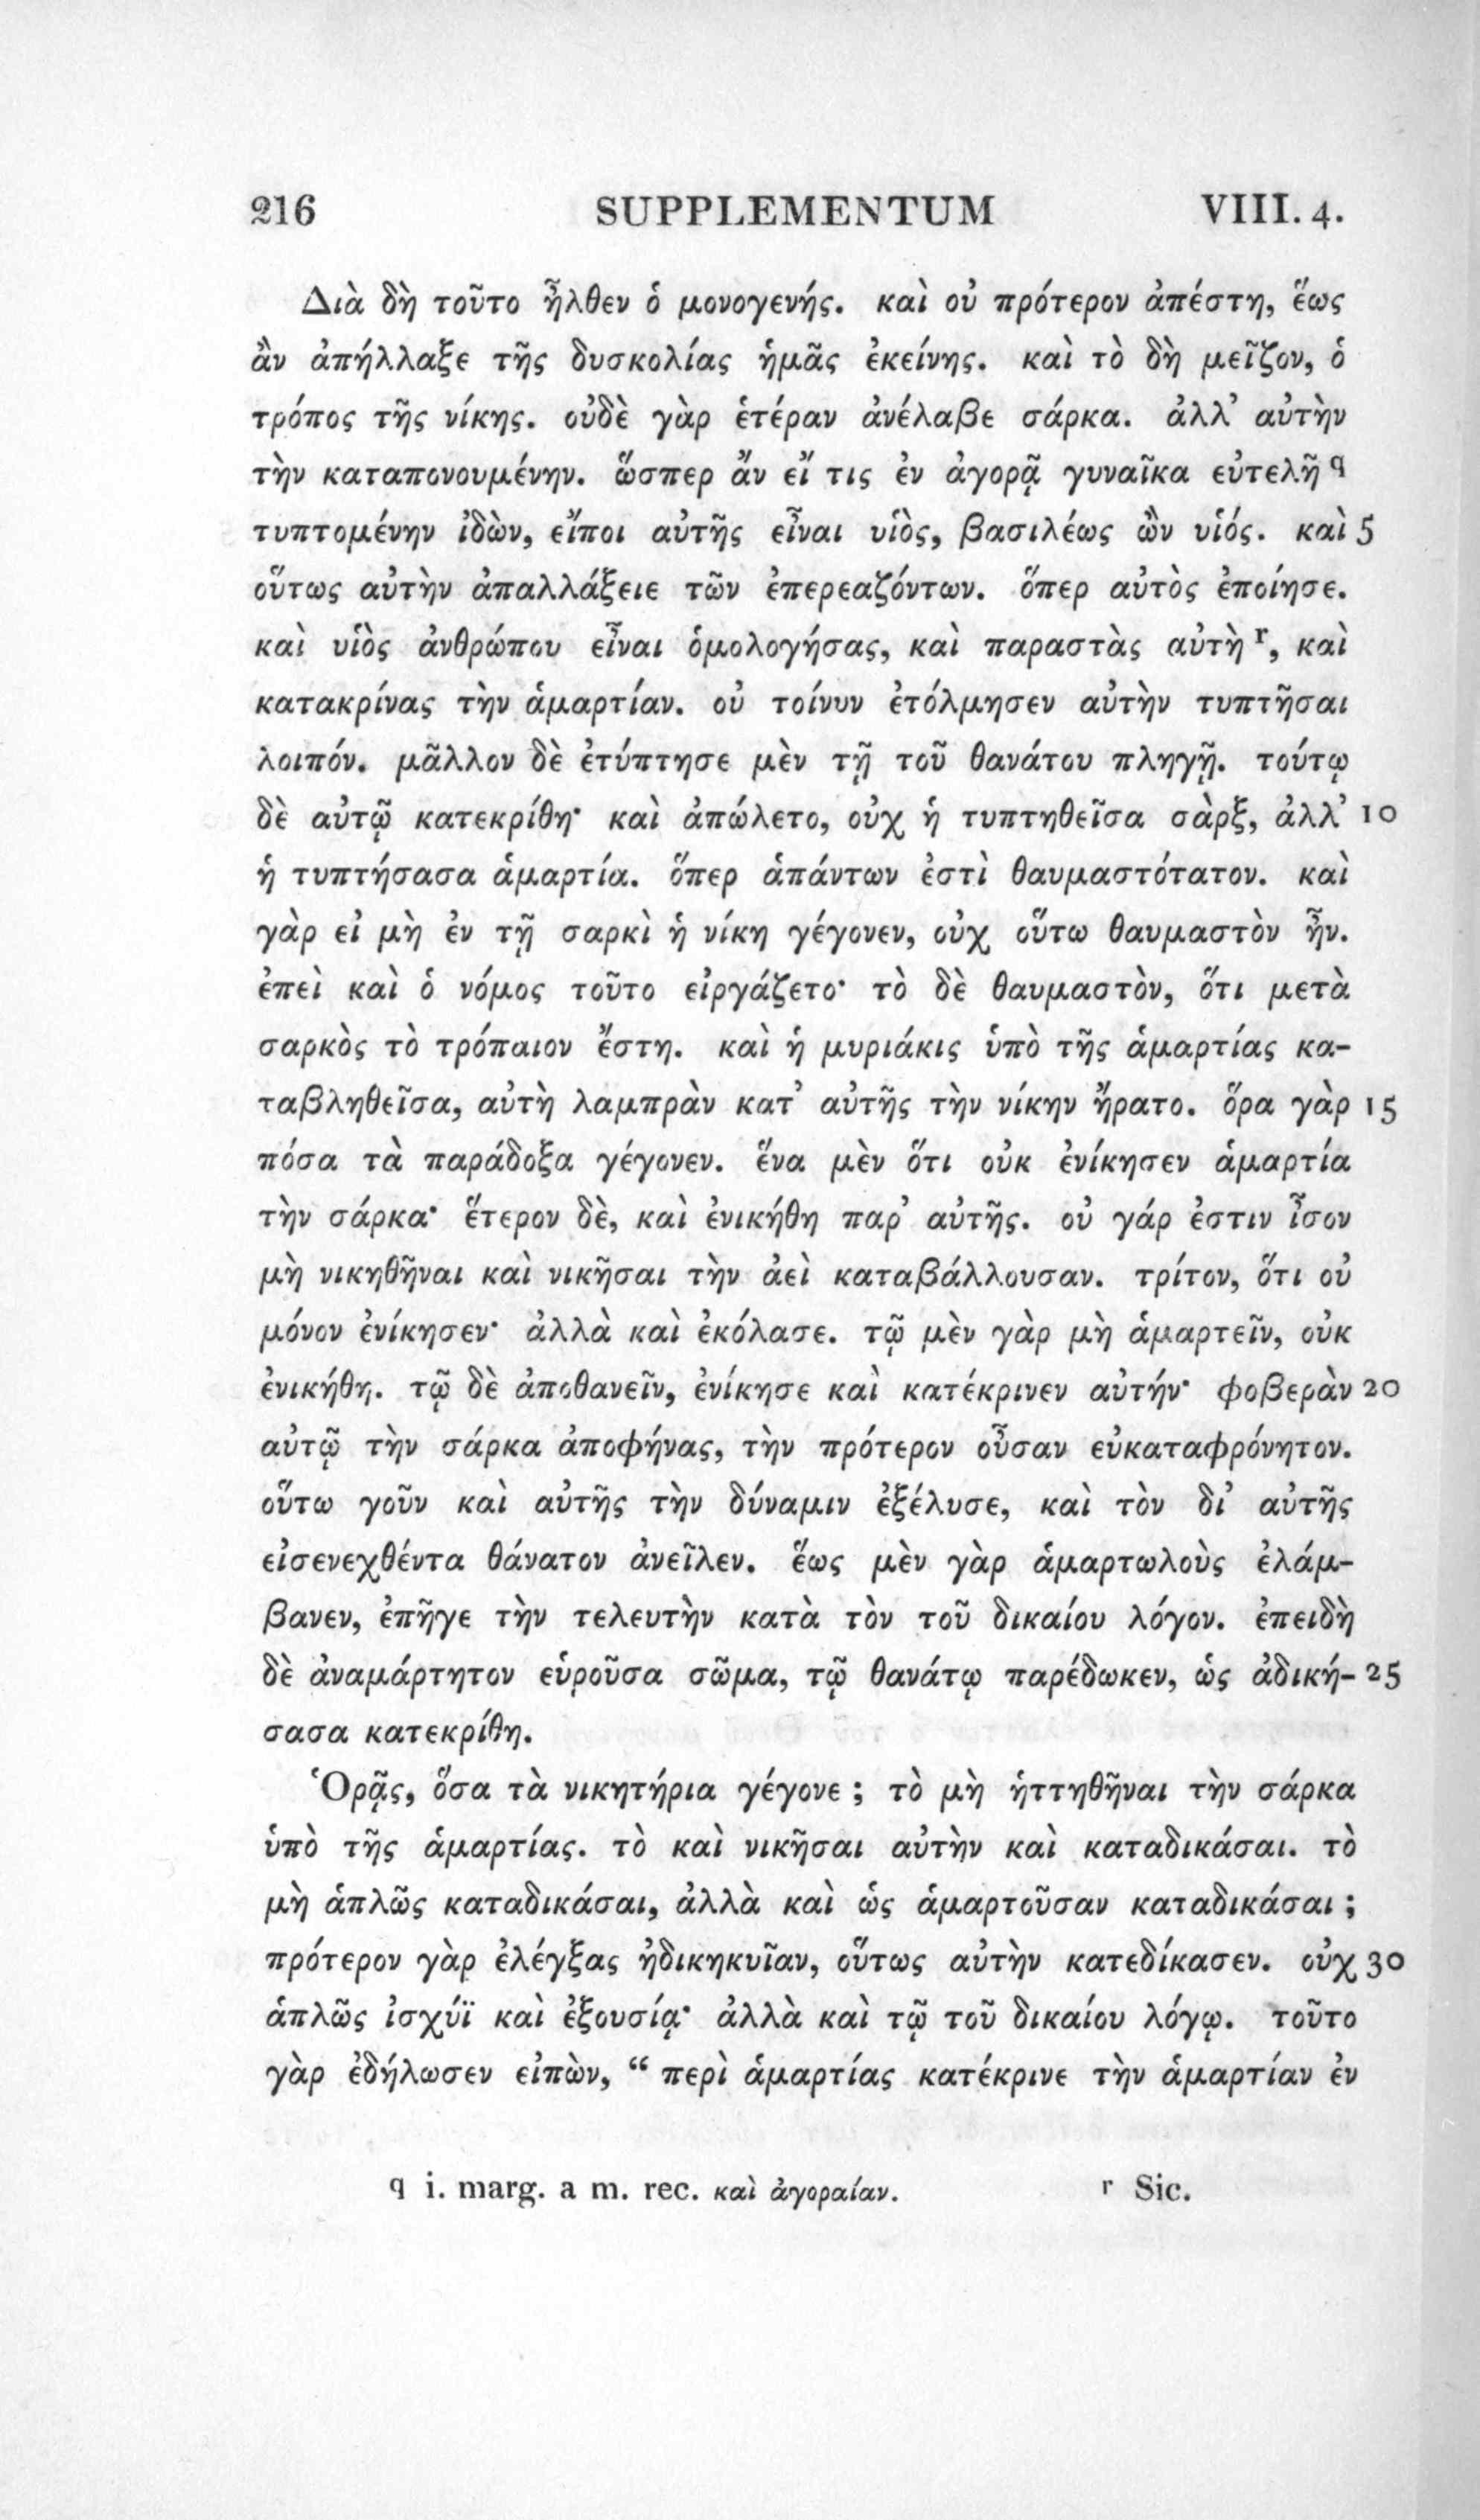 216 SUPPLEMENTUM VIII. 4.
Διὰ δὴ τοῦτο ἦλθεν ὁ μονογενής. καὶ οὐ πρότερον ἀπέστη, ἕως
ἂν ἀπήλλαξε τῆς δυσκολίας ἡμᾶς ἐκείνης. καὶ τὸ δὴ μεῖζον, ὁ
τρόπος τῆς νίκης. οὐδὲ γὰρ ἑτέραν ἀνέλαβε σάρκα. ἀλλ’ αὐτὴν
τὴν καταπονουμένην. ὥσπερ ἄν εἴ τις ἐν ἀγορᾷ γυναῖκα εὐτελῆ q
τυπτομένην ἰδὼν, εἴποι αὐτῆς εἶναι υἱὸς, βασιλέως ὢν υἱός. καὶ 5
οὕτως αὐτὴν ἀπαλλάξειε τῶν ἐπερεαζόντων. ὅπερ αὐτὸς ἐποίησε.
καὶ υἱὸς ἀνθρώπου εἶναι ὁμολογήσας, καὶ παραστὰς αὐτὴ r, καὶ
κατακρίνας τὴν ἁμαρτίαν. οὐ τοίνυν ἐτόλμησεν αὐτὴν τυπτῆσαι
λοιπόν. μᾶλλον δὲ ἐτύπτησε μὲν τῇ τοῦ θανάτου πληγῇ. τούτῳ
δὲ αὐτῷ κατεκρίθη· καὶ ἀπώλετο, οὐχ ἡ τυπτηθεῖσα σὰρξ, ἀλλ’ 10
ἡ τυπτήσασα ἁμαρτία. ὅπερ ἁπάντων ἐστὶ θαυμαστότατον. καὶ
γὰρ εἰ μὴ ἐν τῇ σαρκὶ ἡ νίκη γέγονεν, οὐχ οὕτω θαυμαστὸν ἦν.
ἐπεὶ καὶ ὁ νόμος τοῦτο εἰργάζετο· τὸ δὲ θαυμαστὸν, ὅτι μετὰ
σαρκὸς τὸ τρόπαιον ἔστη. καὶ ἡ μυριάκις ὑπὸ τῆς ἁμαρτίας κα-
ταβληθεῖσα, αὐτὴ λαμπρὰν κατ’ αὐτῆς τὴν νίκην ἤρατο. ὅρα γὰρ 15
πόσα τὰ παράδοξα γέγονεν. ἕνα μὲν ὅτι οὐκ ἐνίκησεν ἁμαρτία
τὴν σάρκα· ἕτερον δὲ, καὶ ἐνικήθη παρ’ αὐτῆς. οὐ γάρ ἐστιν ἶσον
μὴ νικηθῆναι καὶ νικῆσαι τὴν ἀεὶ καταβάλλουσαν. τρίτον, ὅτι οὐ
μόνον ἐνίκησεν· ἀλλὰ καὶ ἐκόλασε. τῷ μὲν γὰρ μὴ ἁμαρτεῖν, οὐκ
ἐνικήθη. τῷ δὲ ἀποθανεῖν, ἐνίκησε καὶ κατέκρινεν αὐτήν· φοβερὰν 20
αὐτῷ τὴν σάρκα ἀποφήνας, τὴν πρότερον οὖσαν εὐκαταφρόνητον.
οὕτω γοῦν καὶ αὐτῆς τὴν δύναμιν ἐξέλυσε, καὶ τὸν δι’ αὐτῆς
εἰσενεχθέντα θάνατον ἀνεῖλεν. ἕως μὲν γὰρ ἁμαρτωλοὺς ἐλάμ-
βανεν, ἐπῆγε τὴν τελευτὴν κατὰ τὸν τοῦ δικαίου λόγον. ἐπειδὴ
δὲ ἀναμάρτητον εὑροῦσα σῶμα, τῷ θανάτῳ παρέδωκεν, ὡς ἀδική- 25
σασα κατεκρίθη.
Ὁρᾷς, ὅσα τὰ νικητήρια γέγονε ; τὸ μὴ ἡττηθῆναι τὴν σάρκα
ὑπὸ τῆς ἁμαρτίας. τὸ καὶ νικῆσαι αὐτὴν καὶ καταδικάσαι. τὸ
μὴ ἁπλῶς καταδικάσαι, ἀλλὰ καὶ ὡς ἁμαρτοῦσαν καταδικάσαι ;
πρότερον γὰρ ἐλέγξας ἠδικηκυῖαν, οὕτως αὐτὴν κατεδίκασεν. οὐχ 30
ἁπλῶς ἰσχύϊ καὶ ἐξουσίᾳ· ἀλλὰ καὶ τῷ τοῦ δικαίου λόγῳ. τοῦτο
γὰρ ἐδήλωσεν εἰπὼν, “ περὶ ἁμαρτίας κατέκρινε τὴν ἁμαρτίαν ἐν
q i. marg. a m. rec. καὶ ἀγοραίαν. r Sic.